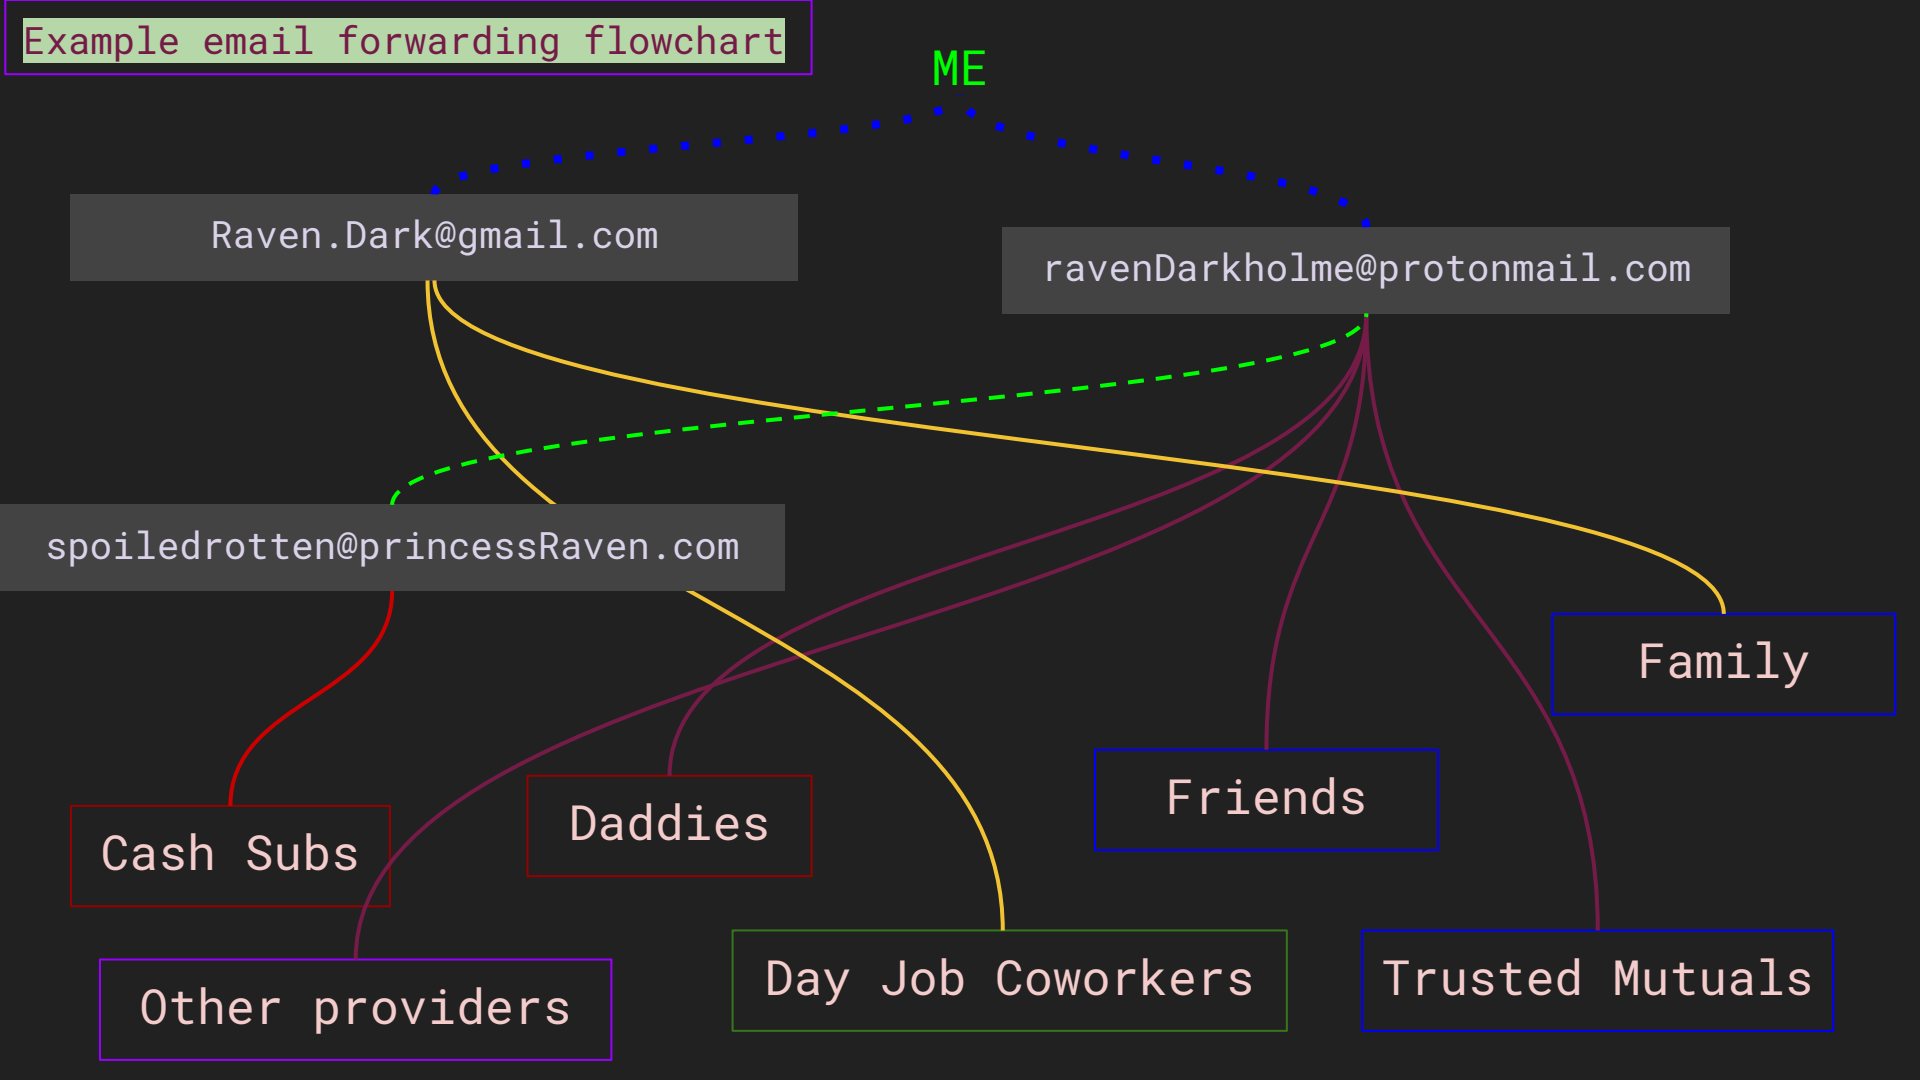 Example email forwarding flowchart
ME
Raven.Dark@gmail.com
ravenDarkholme@protonmail.com
spoiledrotten@princessRaven.com
Family
Friends
Daddies
Cash Subs
Day Job Coworkers
Trusted Mutuals
Other providers